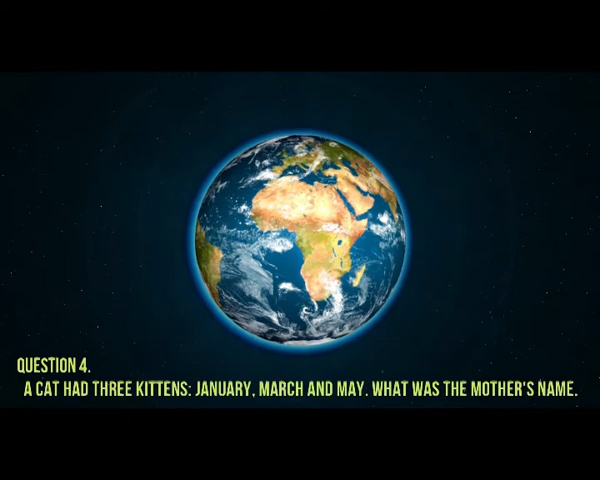 QUESTION 4.
A CAT HAD THREE KITTENS: JANUARY, MARCH AND MAY. WHAT WAS THE MOTHER'S NAME.